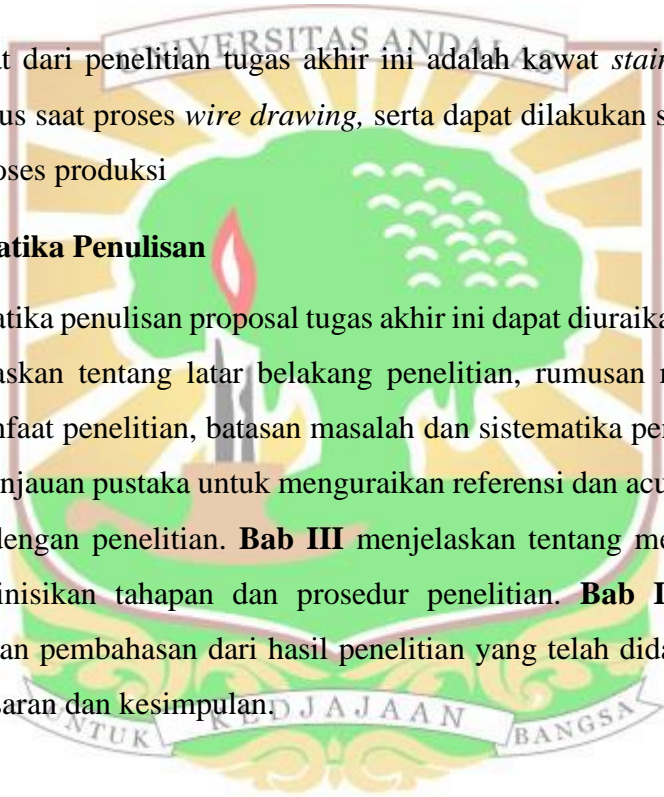 UNIVERSITAS ANDALAS
t dari penelitian tugas akhir ini adalah kawat stain
us saat proses wire drawing, serta dapat dilakukan s
oses produksi
atika Penulisan
atika penulisan proposal tugas akhir ini dapat diuraika
askan tentang latar belakang penelitian, rumusan
nfaat penelitian, batasan masalah dan sistematika pen
njauan pustaka untuk menguraikan referensi dan acu
dengan penelitian. Bab III menjelaskan tentang me
inisikan tahapan dan prosedur penelitian. Bab I
an pembahasan dari hasil penelitian yang telah dida
saran dan kesimpulan.
UNTUK KEDJAJAAN BANGSA